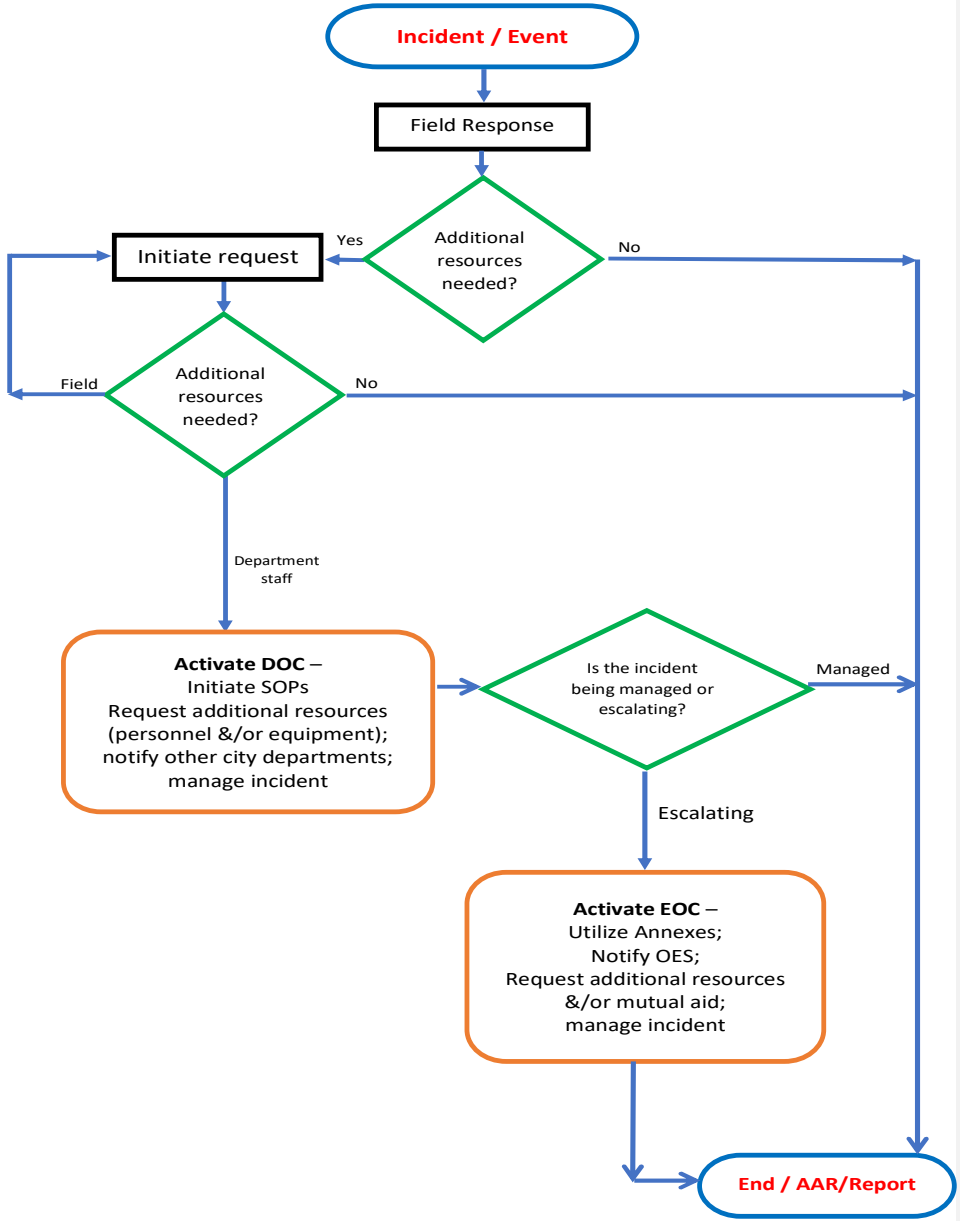 Incident / Event
Field Response
Additional
resources
needed?
Yes
No
Initiate request
Additional
resources
needed?
Field
No
Department
staff
Activate DOC –
Initiate SOPs
Request additional resources
(personnel &/or equipment);
notify other city departments;
manage incident
Is the incident
being managed or
escalating?
Managed
Escalating
Activate EOC –
Utilize Annexes;
Notify OES;
Request additional resources
&/or mutual aid;
manage incident
End / AAR/Report